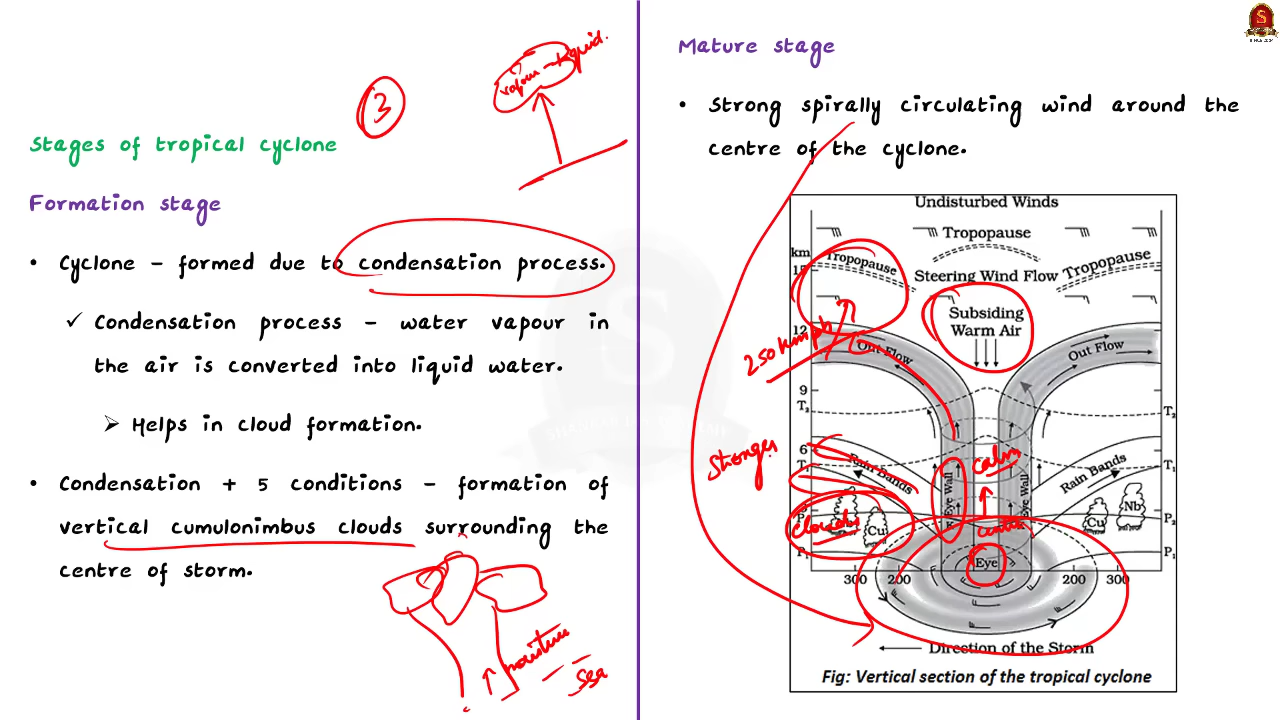 Stages of tropical cyclone
3
vapour - liquid.
Formation stage
• Cyclone – formed due to condensation process.
✓ Condensation process – water vapour in
the air is converted into liquid water.
➢ Helps in cloud formation.
• Condensation + 5 conditions – formation of
vertical cumulonimbus clouds surrounding the
centre of storm.
moisture
sea
Mature stage
• Strong spirally circulating wind around the
centre of the cyclone.
Undisturbed Winds
Tropopause
km
15
Tropopause
Steering Wind Flow
Tropopause
Subsiding
Warm Air
12
250 kmph
Out Flow
Out Flow
9
T₂
T₂
6
T₁
T₁
Stronger
calm
Rain Bands
Rain Bands
Eye Wall
Eye Wall
3
clouds
Cu
Cu
Nb
P₂
P₂
centre
P₁
P₁
Eye
300 200
200 300
Direction of the Storm
Fig: Vertical section of the tropical cyclone